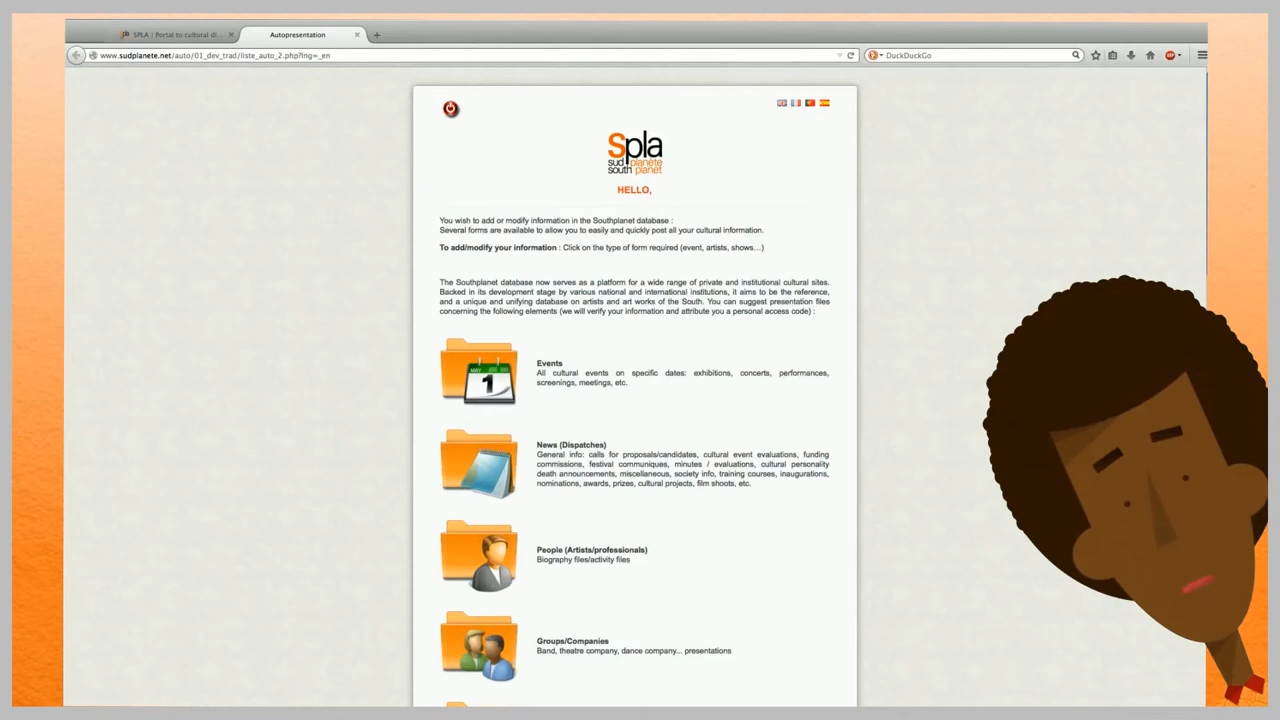 SPLA | Portal to cultural di...
Autopresentation
www.sudplanete.net/auto/01_dev_trad/liste_auto_2.php?lng=_en
DuckDuckGo
Spla
sud planète
south planet
HELLO,
You wish to add or modify information in the Southplanet database :
Several forms are available to allow you to easily and quickly post all your cultural information.
To add/modify your information : Click on the type of form required (event, artists, shows...)
The Southplanet database now serves as a platform for a wide range of private and institutional cultural sites.
Backed in its development stage by various national and international institutions, it aims to be the reference,
and a unique and unifying database on artists and art works of the South. You can suggest presentation files
concerning the following elements (we will verify your information and attribute you a personal access code) :
MAY
1
Events
All cultural events on specific dates: exhibitions, concerts, performances,
screenings, meetings, etc.
News (Dispatches)
General info: calls for proposals/candidates, cultural event evaluations, funding
commissions, festival communiques, minutes / evaluations, cultural personality
death announcements, miscellaneous, society info, training courses, inaugurations,
nominations, awards, prizes, cultural projects, film shoots, etc.
People (Artists/professionals)
Biography files/activity files
Groups/Companies
Band, theatre company, dance company... presentations